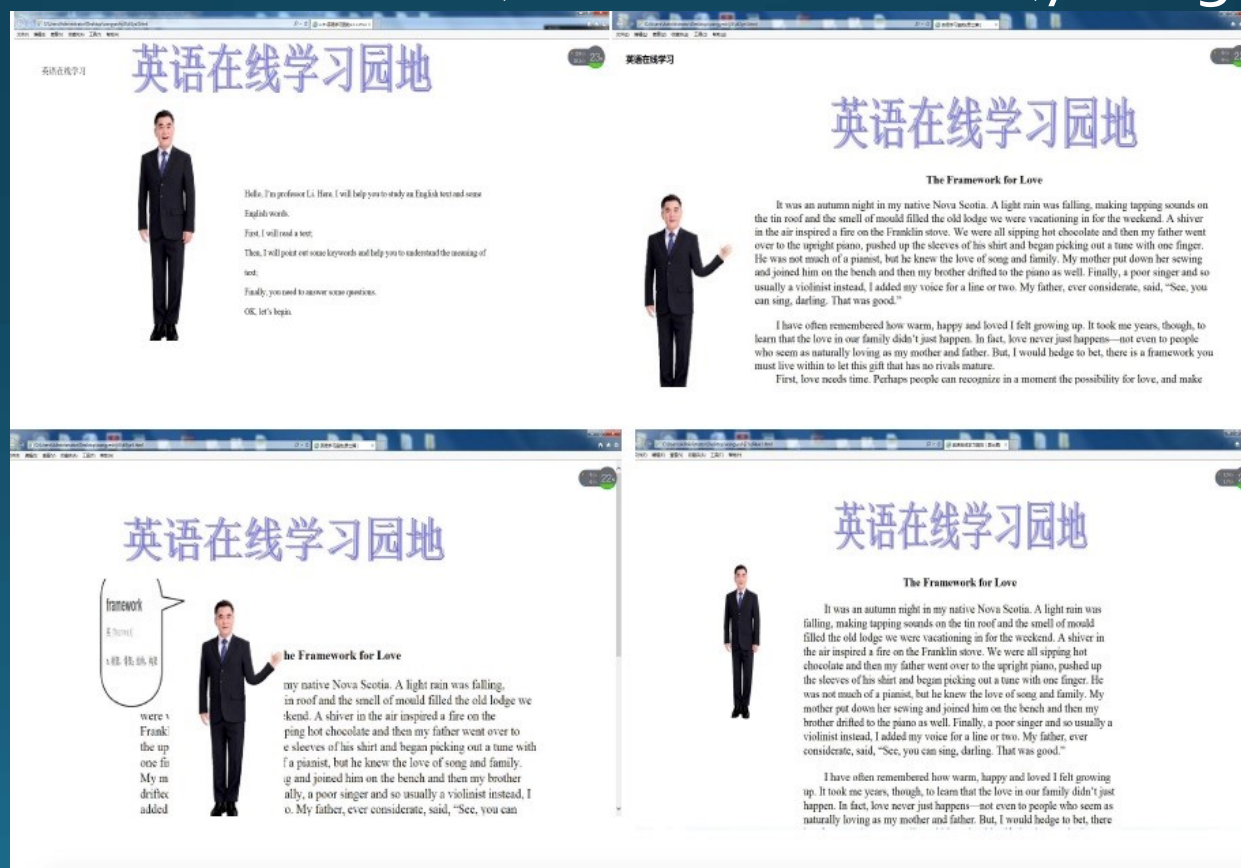 英语在线学习
英语在线学习园地
23
Hello, I'm professor Li. Here, I will help you to study an English text and some
English words.
First, I will read a text;
Then, I will point out some keywords and help you to understand the meaning of
text;
Finally, you need to answer some questions.
OK, let's begin.
英语在线学习
英语在线学习园地
The Framework for Love
It was an autumn night in my native Nova Scotia. A light rain was falling, making tapping sounds on
the tin roof and the smell of mould filled the old lodge we were vacationing in for the weekend. A shiver
in the air inspired a fire on the Franklin stove. We were all sipping hot chocolate and then my father went
over to the upright piano, pushed up the sleeves of his shirt and began picking out a tune with one finger.
He was not much of a pianist, but he knew the love of song and family. My mother put down her sewing
and joined him on the bench and then my brother drifted to the piano as well. Finally, a poor singer and so
usually a violinist instead, I added my voice for a line or two. My father, ever considerate, said, “See, you
can sing, darling. That was good.”
I have often remembered how warm, happy and loved I felt growing up. It took me years, though, to
learn that the love in our family didn’t just happen. In fact, love never just happens—not even to people
who seem as naturally loving as my mother and father. But, I would hedge to bet, there is a framework you
must live within to let this gift that has no rivals mature.
First, love needs time. Perhaps people can recognize in a moment the possibility for love, and make
英语在线学习园地
22
framework
he Framework for Love
my native Nova Scotia. A light rain was falling,
in roof and the smell of mould filled the old lodge we
were
kend. A shiver in the air inspired a fire on the
Frankl
ping hot chocolate and then my father went over to
the up
e sleeves of his shirt and began picking out a tune with
one fi
f a pianist, but he knew the love of song and family.
My m
g and joined him on the bench and then my brother
drifted
ally, a poor singer and so usually a violinist instead, I
added
o. My father, ever considerate, said, “See, you can
英语在线学习园地
The Framework for Love
It was an autumn night in my native Nova Scotia. A light rain was
falling, making tapping sounds on the tin roof and the smell of mould
filled the old lodge we were vacationing in for the weekend. A shiver in
the air inspired a fire on the Franklin stove. We were all sipping hot
chocolate and then my father went over to the upright piano, pushed up
the sleeves of his shirt and began picking out a tune with one finger. He
was not much of a pianist, but he knew the love of song and family. My
mother put down her sewing and joined him on the bench and then my
brother drifted to the piano as well. Finally, a poor singer and so usually a
violinist instead, I added my voice for a line or two. My father, ever
considerate, said, “See, you can sing, darling. That was good.”
I have often remembered how warm, happy and loved I felt growing
up. It took me years, though, to learn that the love in our family didn’t just
happen. In fact, love never just happens—not even to people who seem as
naturally loving as my mother and father. But, I would hedge to bet, there